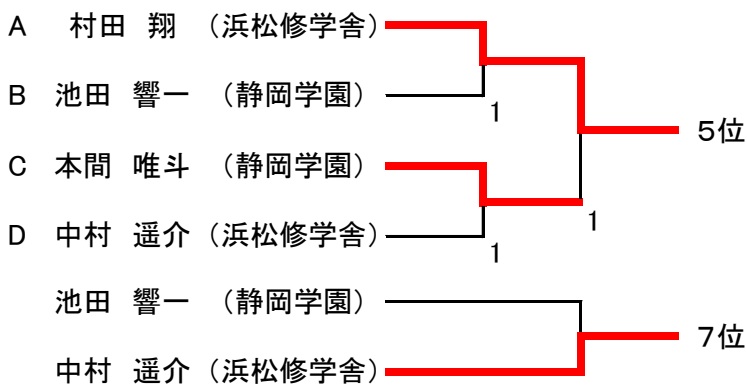 A 村田 翔 （浜松修学舎）
B 池田 響一 （静岡学園）
1
5位
C 本間 唯斗 （静岡学園）
1
D 中村 遥介 （浜松修学舎）
1
池田 響一 （静岡学園）
7位
中村 遥介 （浜松修学舎）